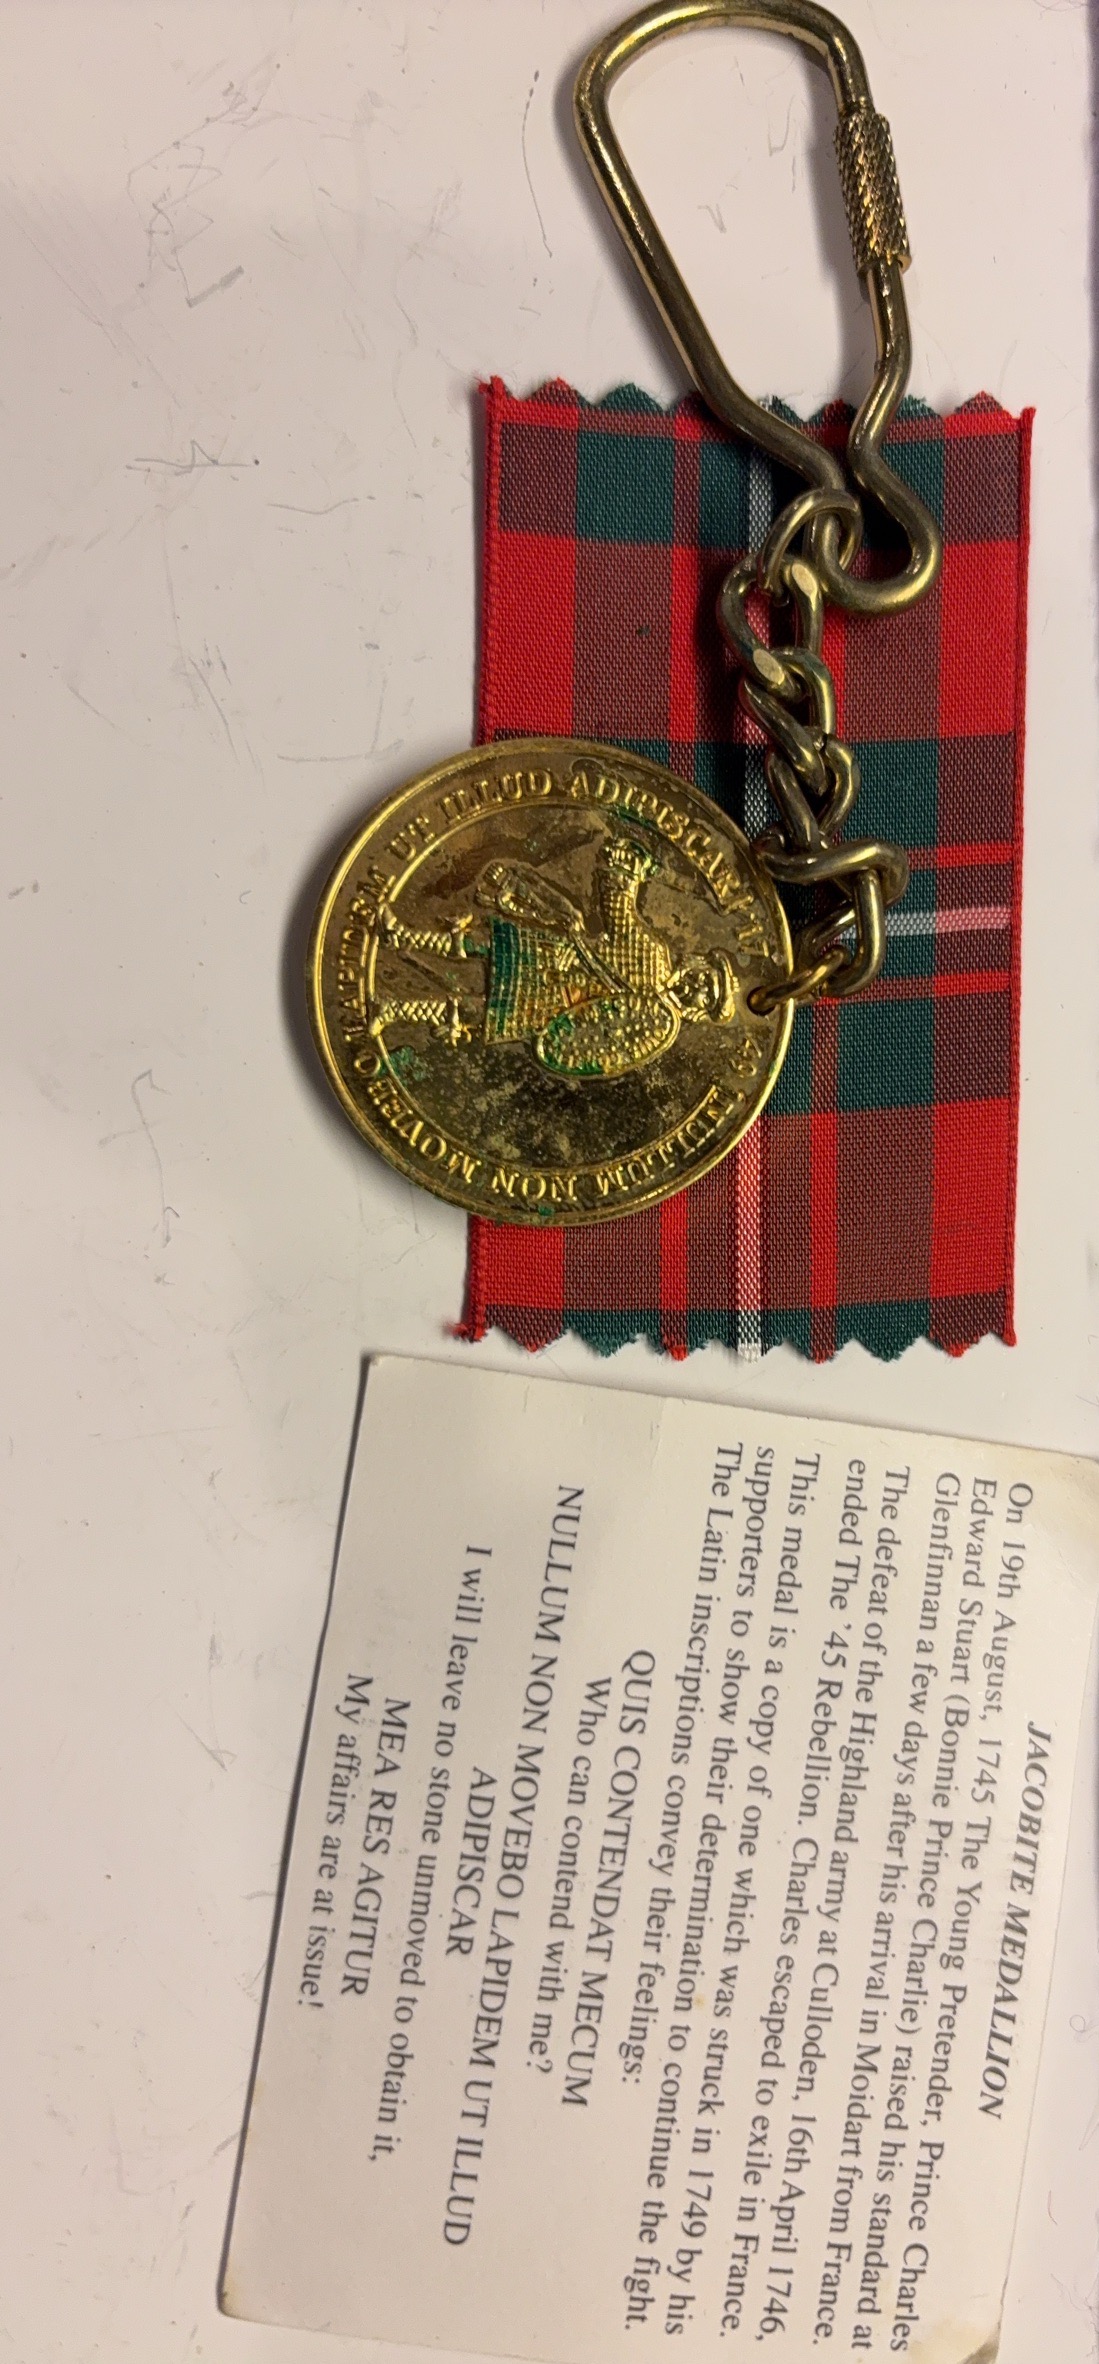 NULLUM NON MOVEBO LAPIDEM UT ILLUD ADIPISCARI 17 49
JACOBITE MEDALLION
On 19th August, 1745 The Young Pretender, Prince Charles
Edward Stuart (Bonnie Prince Charlie) raised his standard at
Glenfinnan a few days after his arrival in Moidart from France.
The defeat of the Highland army at Culloden, 16th April 1746,
ended The '45 Rebellion. Charles escaped to exile in France.
This medal is a copy of one which was struck in 1749 by his
supporters to show their determination to continue the fight.
The Latin inscriptions convey their feelings:
QUIS CONTENDAT MECUM
Who can contend with me?
NULLUM NON MOVEBO LAPIDEM UT ILLUD
ADIPISCAR
I will leave no stone unmoved to obtain it,
MEA RES AGITUR
My affairs are at issue!